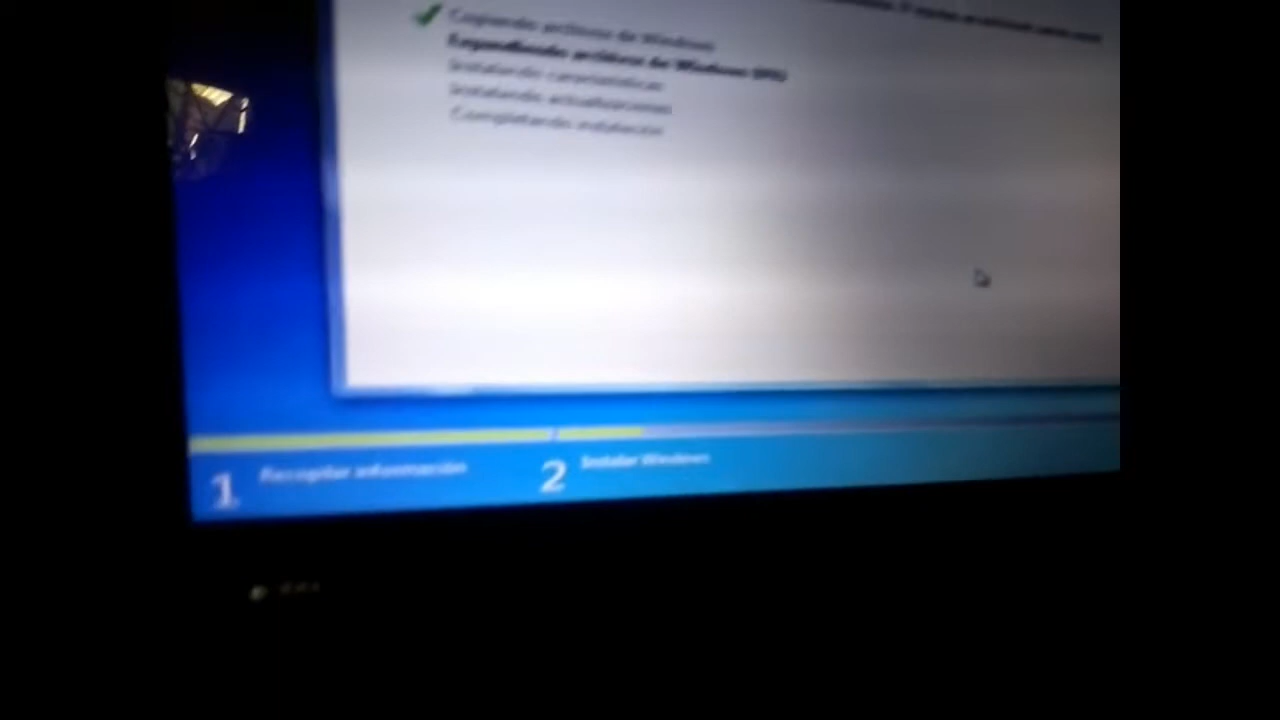 Copiando archivos de Windows
Expandiendo archivos de Windows
Instalando características
Instalando actualizaciones
Completando instalación
1 Recopilar información
2 Instalar Windows